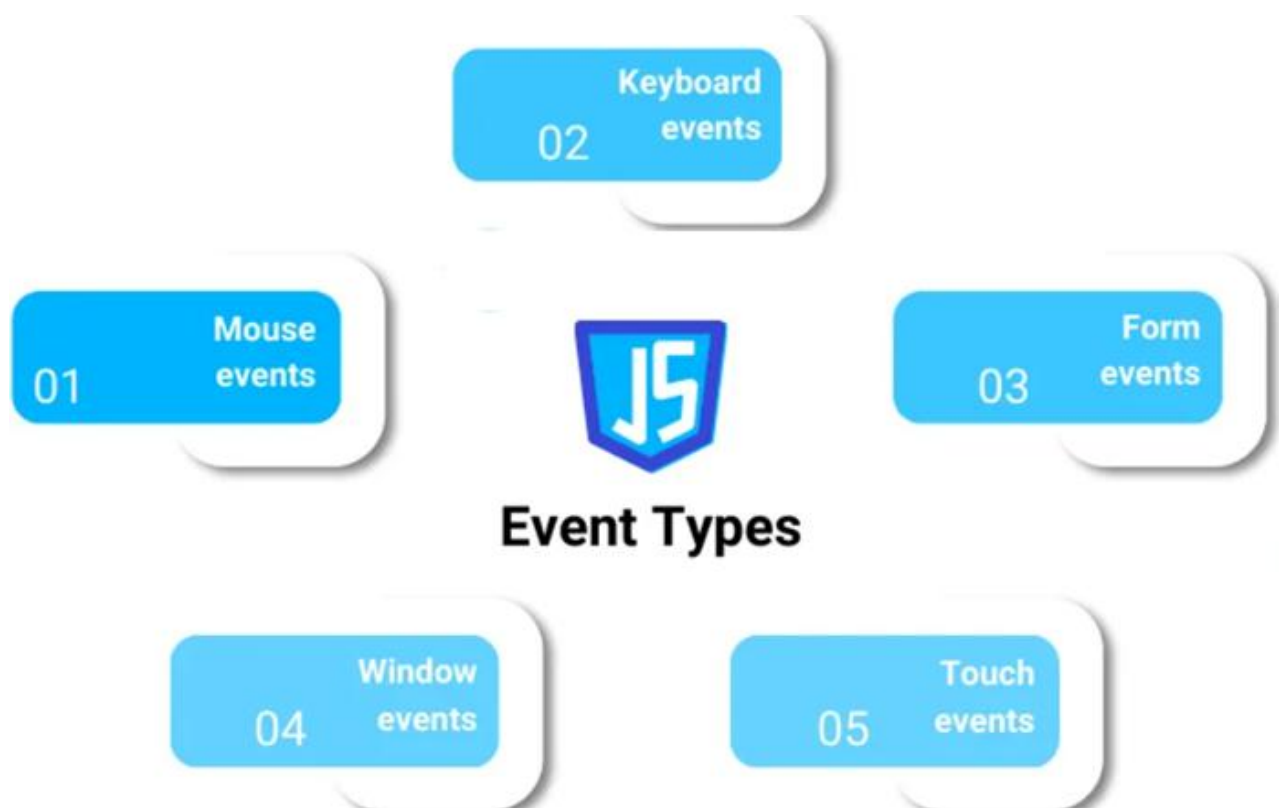 Keyboard
events
02
Mouse
events
01
JS
Form
events
03
Event Types
Window
events
04
Touch
events
05